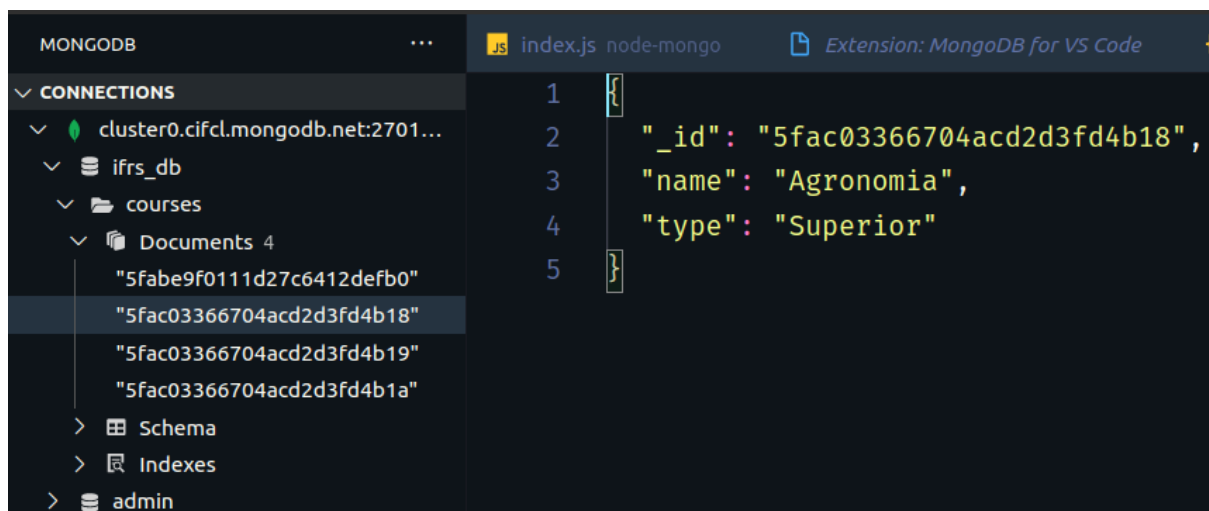 MONGODB ...
CONNECTIONS
cluster0.cifcl.mongodb.net:2701...
ifrs_db
courses
Documents 4
"5fabe9f0111d27c6412defb0"
"5fac03366704acd2d3fd4b18"
"5fac03366704acd2d3fd4b19"
"5fac03366704acd2d3fd4b1a"
Schema
Indexes
admin
JS index.js node-mongo Extension: MongoDB for VS Code
1 {
2 "_id": "5fac03366704acd2d3fd4b18",
3 "name": "Agronomia",
4 "type": "Superior"
5 }